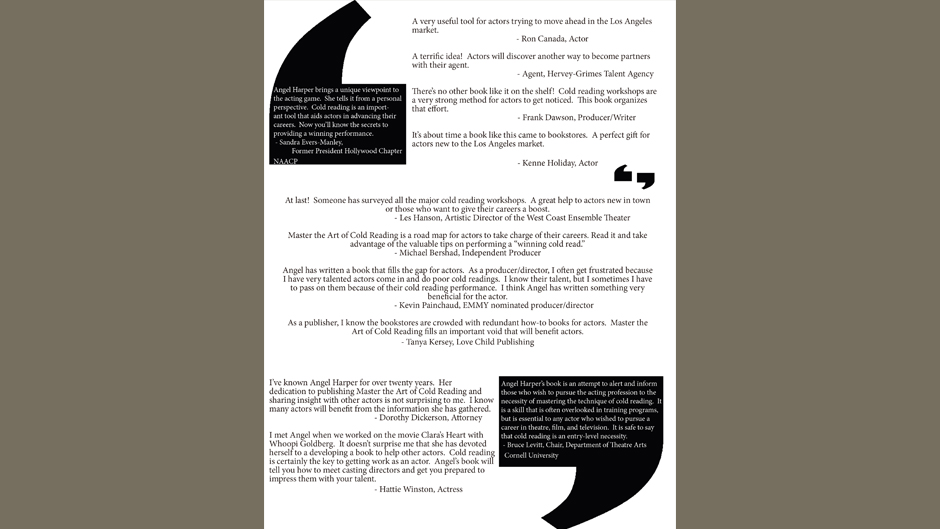 A very useful tool for actors trying to move ahead in the Los Angeles
market.
- Ron Canada, Actor
A terrific idea!  Actors will discover another way to become partners
with their agent.
- Agent, Hervey-Grimes Talent Agency
There's no other book like it on the shelf!  Cold reading workshops are
a very strong method for actors to get noticed.  This book organizes
that effort.
- Frank Dawson, Producer/Writer
It's about time a book like this came to bookstores.  A perfect gift for
actors new to the Los Angeles market.
- Kenne Holiday, Actor
Angel Harper brings a unique viewpoint to
the acting game.  She tells it from a personal
perspective.  Cold reading is an import-
ant tool that aids actors in advancing their
careers.  Now you'll know the secrets to
providing a winning performance.
- Sandra Evers-Manley,
Former President Hollywood Chapter
NAACP
At last!  Someone has surveyed all the major cold reading workshops.  A great help to actors new in town
or those who want to give their careers a boost.
- Les Hanson, Artistic Director of the West Coast Ensemble Theater
Master the Art of Cold Reading is a road map for actors to take charge of their careers. Read it and take
advantage of the valuable tips on performing a "winning cold read."
- Michael Bershad, Independent Producer
Angel has written a book that fills the gap for actors.  As a producer/director, I often get frustrated because
I have very talented actors come in and do poor cold readings.  I know their talent, but I sometimes I have
to pass on them because of their cold reading performance.  I think Angel has written something very
beneficial for the actor.
- Kevin Painchaud, EMMY nominated producer/director
As a publisher, I know the bookstores are crowded with redundant how-to books for actors.  Master the
Art of Cold Reading fills an important void that will benefit actors.
- Tanya Kersey, Love Child Publishing
I've known Angel Harper for over twenty years.  Her
dedication to publishing Master the Art of Cold Reading and
sharing insight with other actors is not surprising to me.  I know
many actors will benefit from the information she has gathered.
- Dorothy Dickerson, Attorney
I met Angel when we worked on the movie Clara's Heart with
Whoopi Goldberg.  It doesn't surprise me that she has devoted
herself to a developing a book to help other actors.  Cold reading
is certainly the key to getting work as an actor.  Angel's book will
tell you how to meet casting directors and get you prepared to
impress them with your talent.
- Hattie Winston, Actress
Angel Harper's book is an attempt to alert and inform
those who wish to pursue the acting profession to the
necessity of mastering the technique of cold reading.  It
is a skill that is often overlooked in training programs,
but is essential to any actor who wished to pursue a
career in theatre, film, and television.  It is safe to say
that cold reading is an entry-level necessity.
- Bruce Levitt, Chair, Department of Theatre Arts
Cornell University